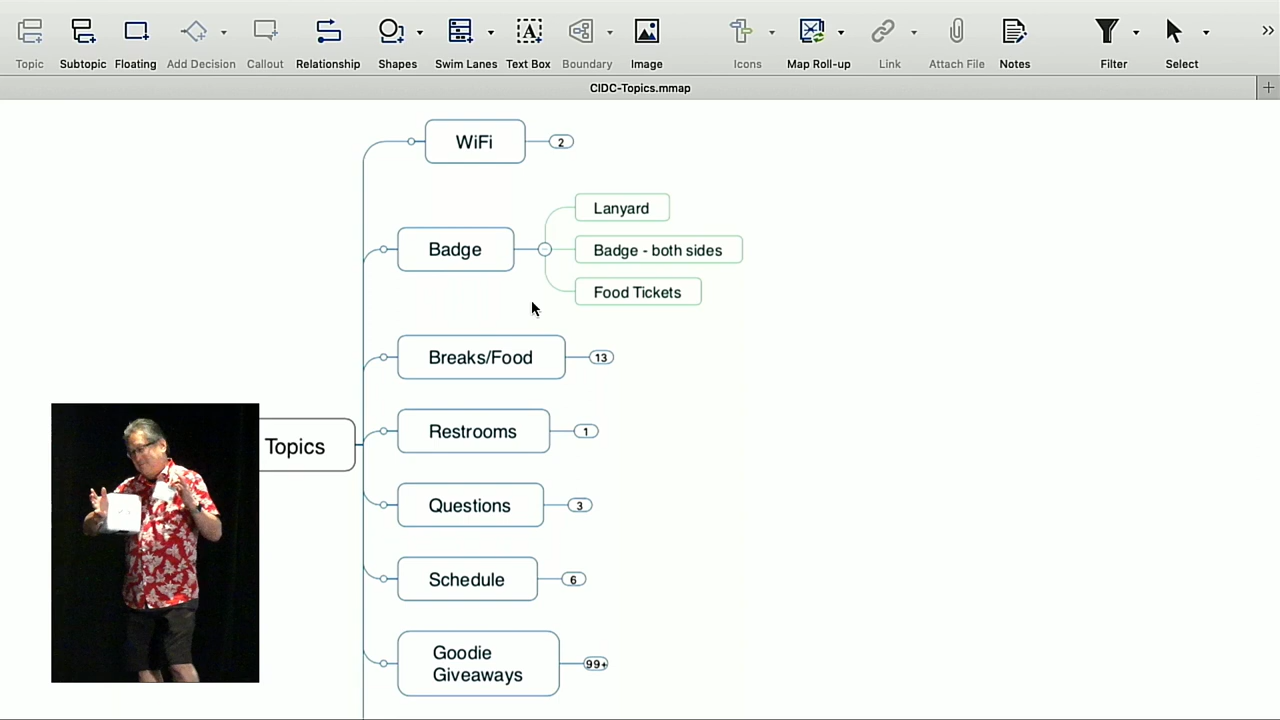 Topic
Subtopic
Floating
Add Decision
Callout
Relationship
Shapes
Swim Lanes
Text Box
Boundary
Image
Icons
Map Roll-up
Link
Attach File
Notes
Filter
Select
CIDC-Topics.mmap
WiFi
2
Lanyard
Badge
Badge - both sides
Food Tickets
Breaks/Food
13
Topics
Restrooms
1
Questions
3
Schedule
6
Goodie
Giveaways
99+